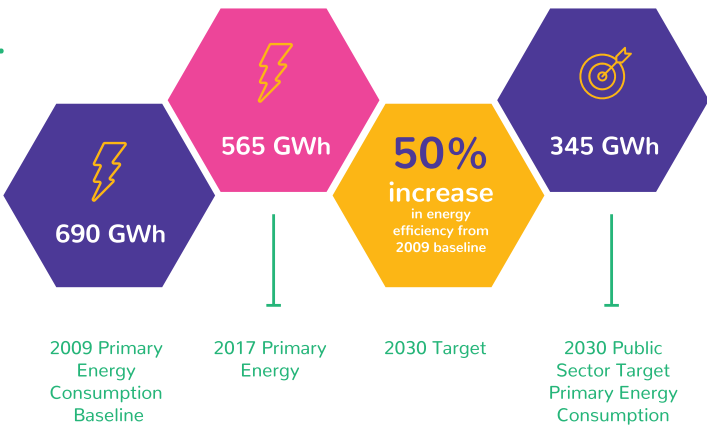 690 GWh
2009 Primary
Energy
Consumption
Baseline
565 GWh
2017 Primary
Energy
50%
increase
in energy
efficiency from
2009 baseline
2030 Target
345 GWh
2030 Public
Sector Target
Primary Energy
Consumption